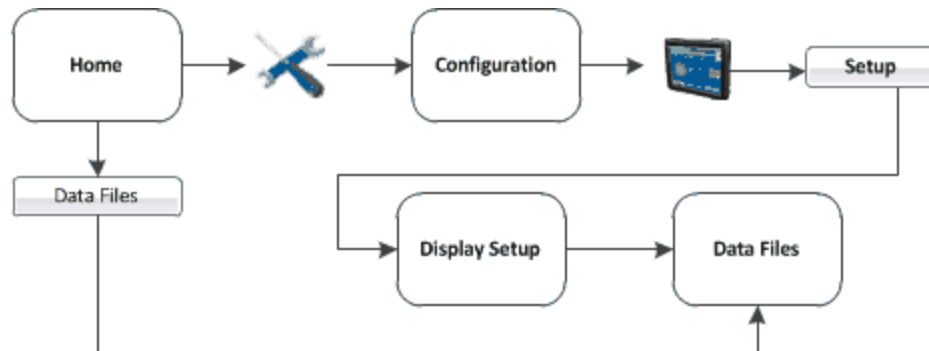 Home
Configuration
Setup
Data Files
Display Setup
Data Files